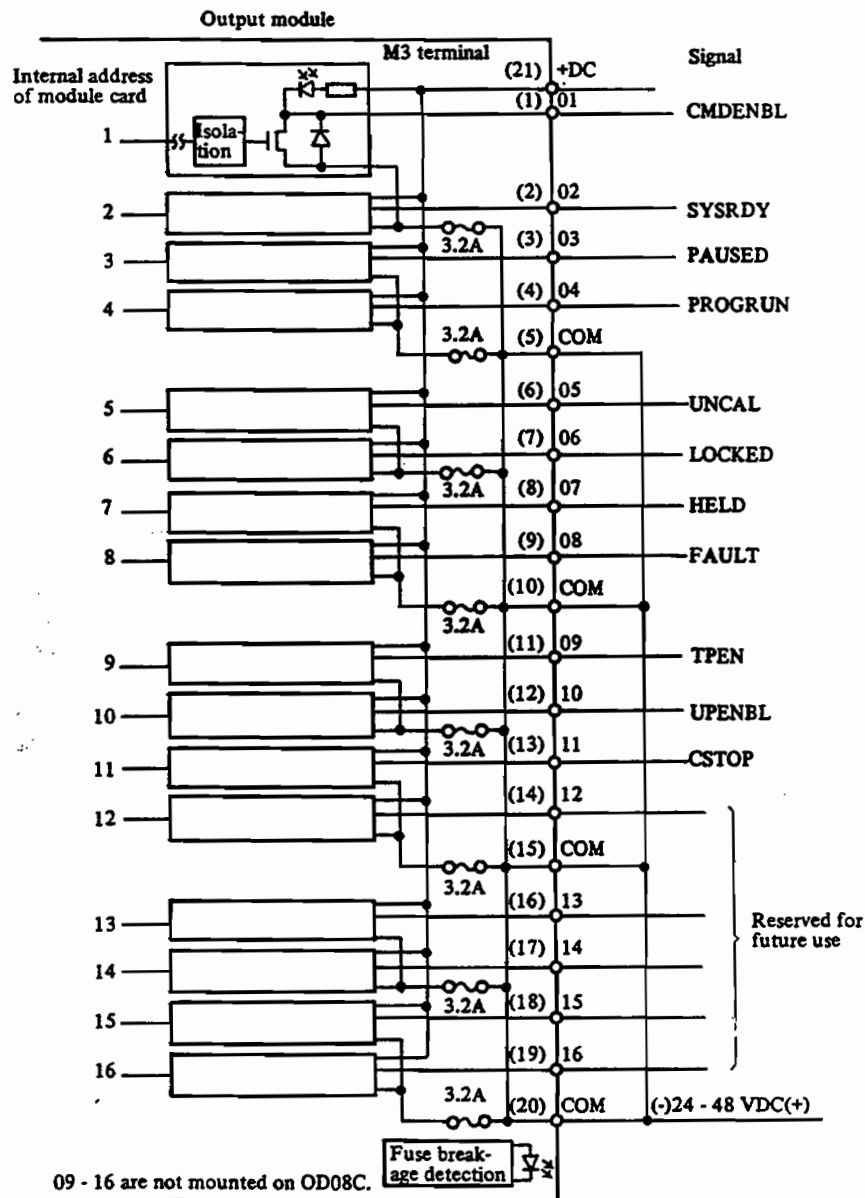 Output module
M3 terminal
Signal
Internal address
of module card
(21) +DC
(1) 01
CMDENBL
1
Isola-
tion
2
(2) 02
SYSRDY
3.2A
3
(3) 03
PAUSED
4
(4) 04
PROGRUN
3.2A
(5) COM
5
(6) 05
UNCAL
6
(7) 06
LOCKED
3.2A
7
(8) 07
HELD
8
(9) 08
FAULT
(10) COM
3.2A
9
(11) 09
TPEN
10
(12) 10
UPENBL
3.2A
11
(13) 11
CSTOP
12
(14) 12
(15) COM
3.2A
13
(16) 13
Reserved for
future use
14
(17) 14
3.2A
15
(18) 15
16
(19) 16
3.2A
(20) COM
(-)24 - 48 VDC(+)
Fuse break-
age detection
09 - 16 are not mounted on OD08C.